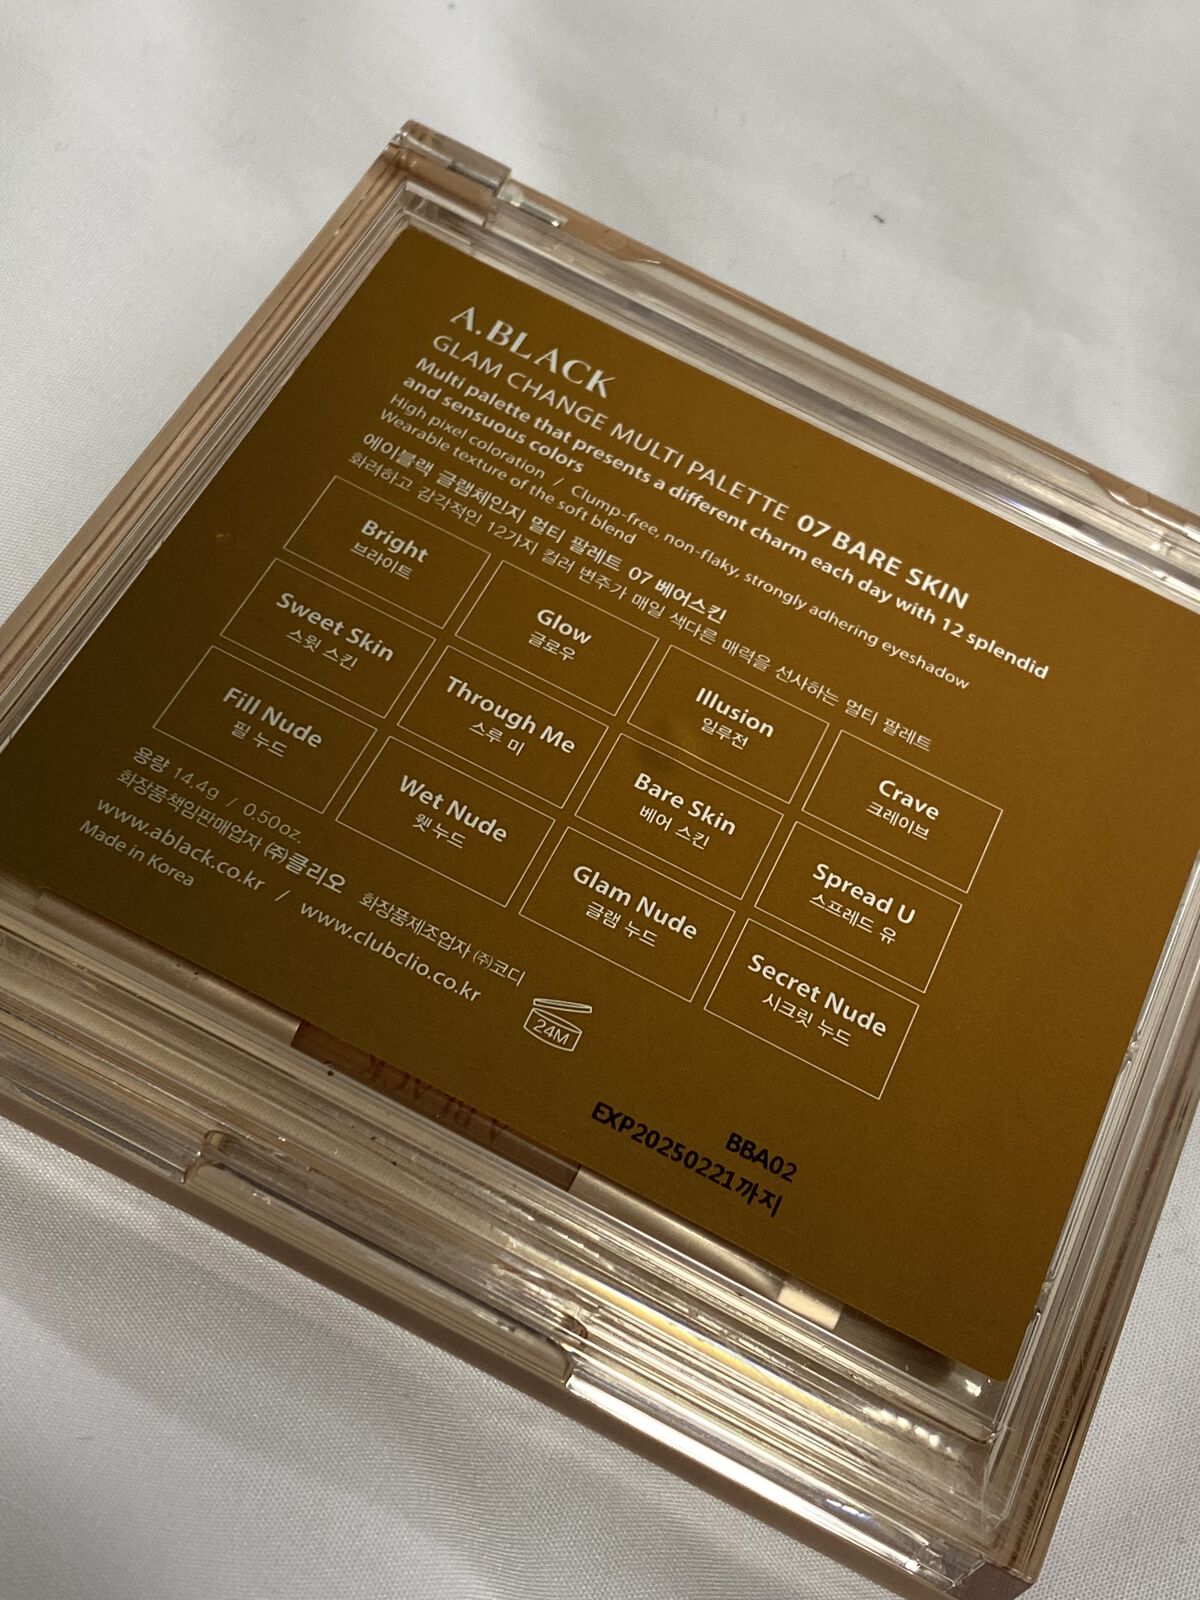 A.BLACK
GLAM CHANGE MULTI PALETTE 07 BARE SKIN
Multi palette that presents a different charm each day with 12 splendid
and sensuous colors
High pixel coloration / Clump-free, non-flaky, strongly adhering eyeshadow
Wearable texture of the soft blend
에이블랙 글램체인지 멀티 팔레트 07 베어스킨
화려하고 감각적인 12가지 컬러 변주가 매일 색다른 매력을 선사하는 멀티 팔레트
Bright
브라이트
Glow
글로우
Illusion
일루전
Crave
크레이브
Sweet Skin
스윗 스킨
Through Me
스루 미
Bare Skin
베어 스킨
Spread U
스프레드 유
Fill Nude
필 누드
Wet Nude
웻 누드
Glam Nude
글램 누드
Secret Nude
시크릿 누드
용량 14.4g / 0.50oz.
화장품책임판매업자 ㈜클리오 화장품제조업자 ㈜코디
www.ablack.co.kr / www.clubclio.co.kr
Made in Korea
24M
BBA02
EXP20250221까지
A.BLACK